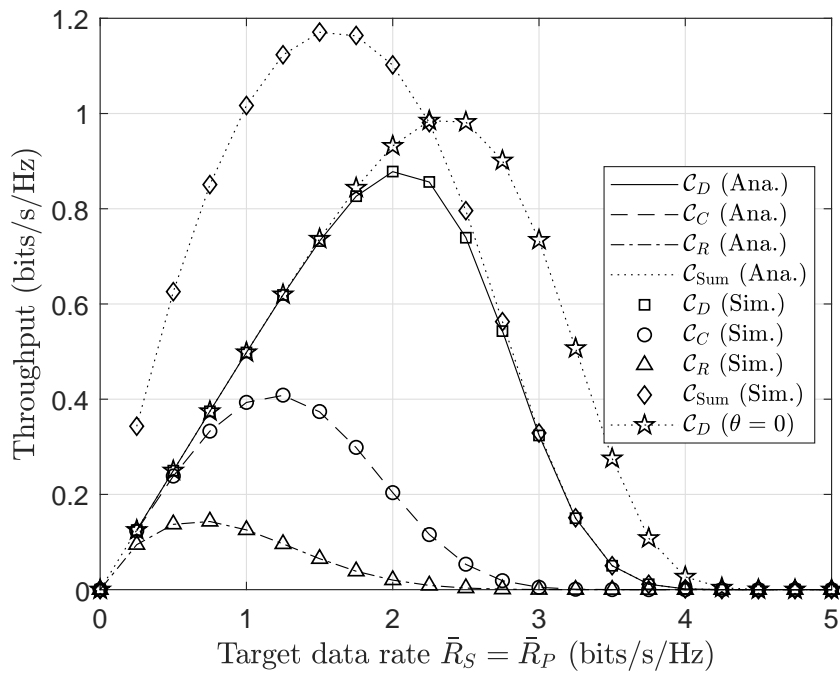 1.2
1
0.8
0.6
0.4
0.2
0
0 1 2 3 4 5
Throughput (bits/s/Hz)
Target data rate R̄_S = R̄_P (bits/s/Hz)
𝒞_D (Ana.)
𝒞_C (Ana.)
𝒞_R (Ana.)
𝒞_Sum (Ana.)
𝒞_D (Sim.)
𝒞_C (Sim.)
𝒞_R (Sim.)
𝒞_Sum (Sim.)
𝒞_D (θ = 0)